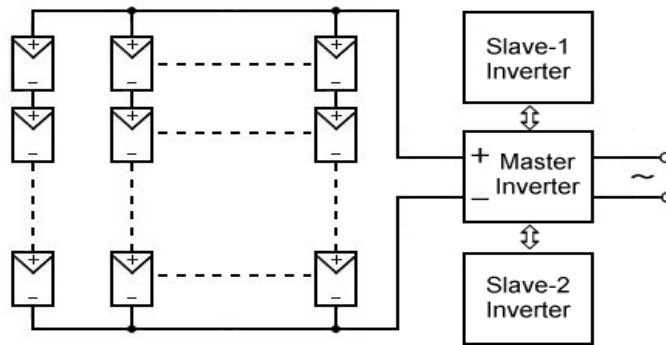 + + +
− − −
+ + +
− − −
+ + +
− − −
Slave-1
Inverter
+ Master
− Inverter
~
Slave-2
Inverter